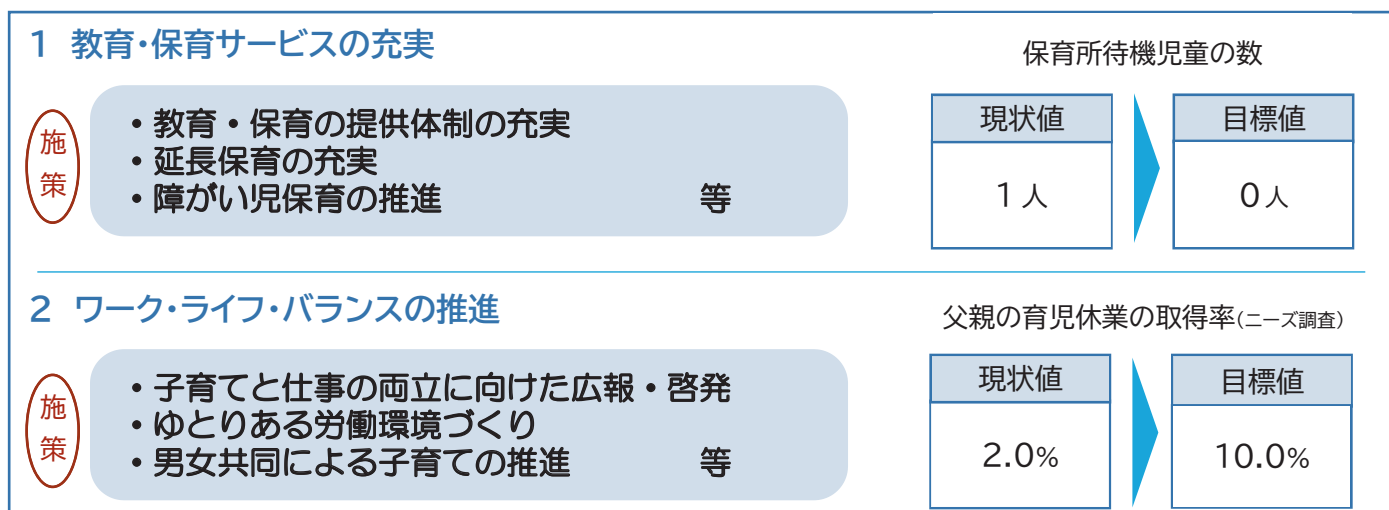 1 教育・保育サービスの充実
保育所待機児童の数
施策
・教育・保育の提供体制の充実
・延長保育の充実
・障がい児保育の推進 等
現状値 目標値
1人 0人
2 ワーク・ライフ・バランスの推進
父親の育児休業の取得率(ニーズ調査)
施策
・子育てと仕事の両立に向けた広報・啓発
・ゆとりある労働環境づくり
・男女共同による子育ての推進 等
現状値 目標値
2.0% 10.0%